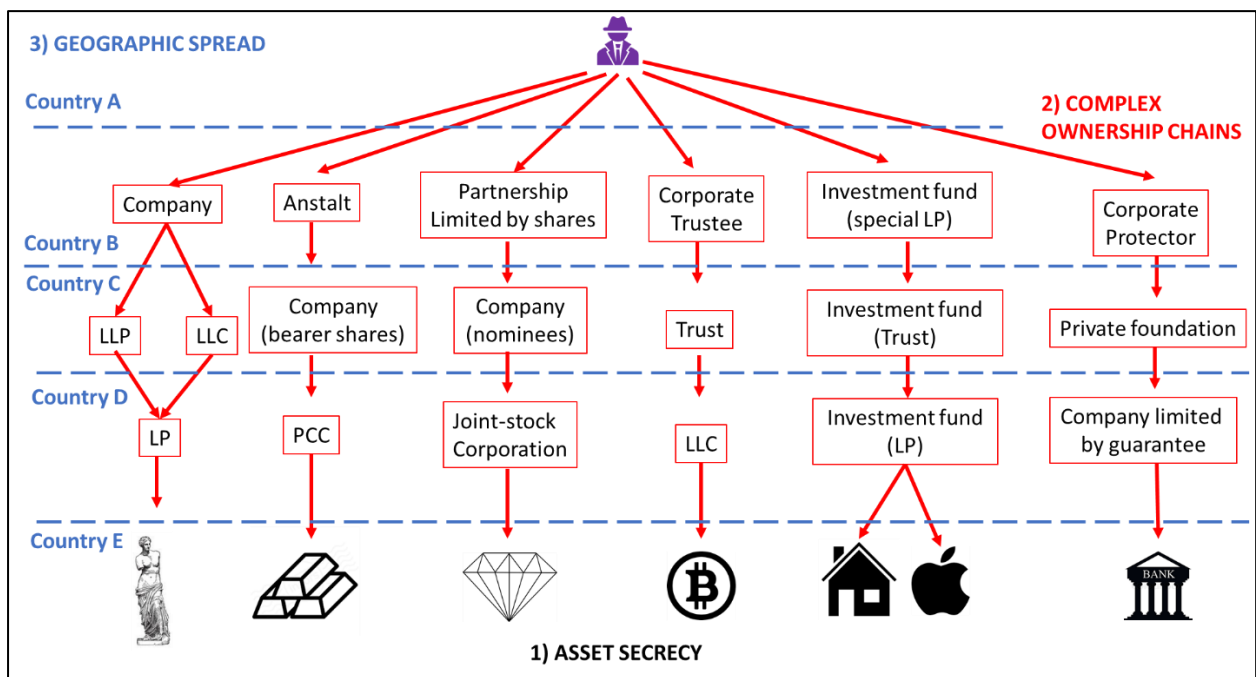 3) GEOGRAPHIC SPREAD
Country A
2) COMPLEX
OWNERSHIP CHAINS
Company
Anstalt
Partnership
Limited by shares
Corporate
Trustee
Investment fund
(special LP)
Corporate
Protector
Country B
Country C
LLP
LLC
Company
(bearer shares)
Company
(nominees)
Trust
Investment fund
(Trust)
Private foundation
Country D
LP
PCC
Joint-stock
Corporation
LLC
Investment fund
(LP)
Company limited
by guarantee
Country E
BANK
1) ASSET SECRECY